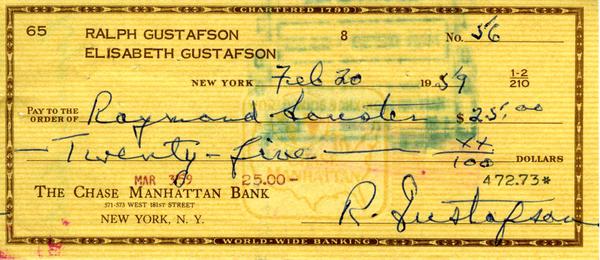 CHARTERED 1799
65 RALPH GUSTAFSON 8 No. 56
ELISABETH GUSTAFSON
NEW YORK Feb 20 1959 1-2
210
PAY TO THE
ORDER OF Raymond Souster $25.00
Twenty-five XX/100 DOLLARS
MAR 3 59 25.00 472.73*
THE CHASE MANHATTAN BANK
571-573 WEST 181ST STREET
NEW YORK, N. Y. R. Gustafson
WORLD-WIDE BANKING